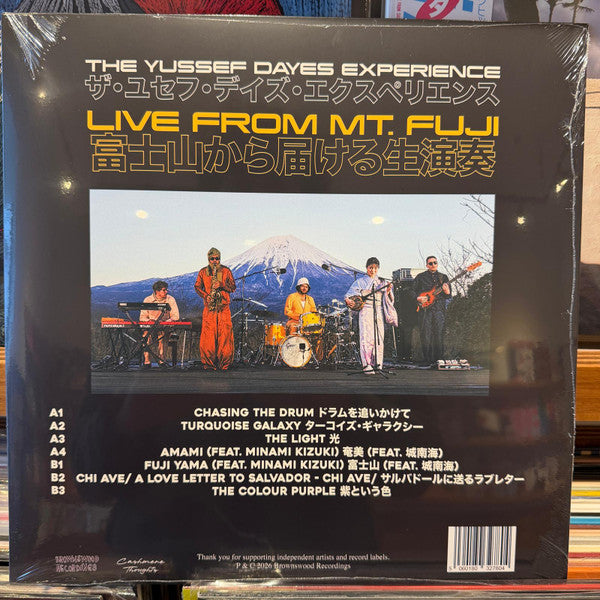 THE YUSSEF DAYES EXPERIENCE
ザ・ユセフ・デイズ・エクスペリエンス
LIVE FROM MT. FUJI
富士山から届ける生演奏
A1 CHASING THE DRUM ドラムを追いかけて
A2 TURQUOISE GALAXY ターコイズ・ギャラクシー
A3 THE LIGHT 光
A4 AMAMI (FEAT. MINAMI KIZUKI) 奄美 (FEAT. 城南海)
B1 FUJI YAMA (FEAT. MINAMI KIZUKI) 富士山 (FEAT. 城南海)
B2 CHI AVE/ A LOVE LETTER TO SALVADOR - CHI AVE/ サルバドールに送るラブレター
B3 THE COLOUR PURPLE 紫という色
BROWNSWOOD
RECORDINGS
Cashmere
Thoughts
Thank you for supporting independent artists and record labels.
P & C 2026 Brownswood Recordings
5 060180 327604